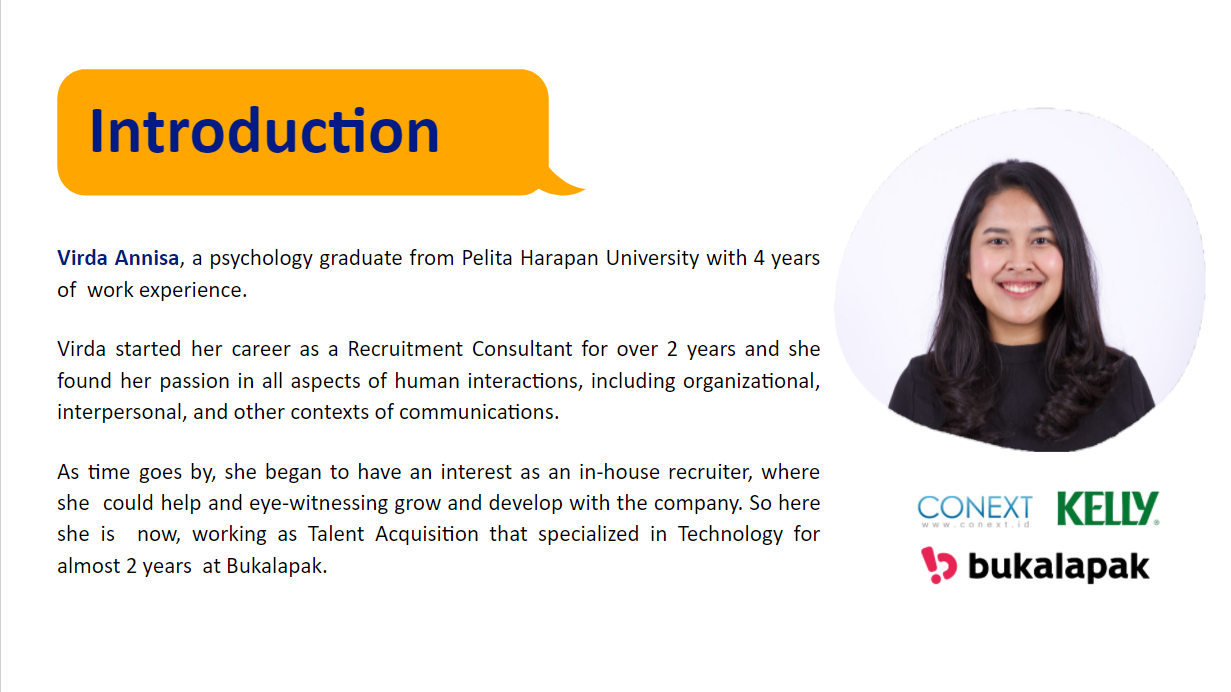 Introduction
Virda Annisa, a psychology graduate from Pelita Harapan University with 4 years
of work experience.
Virda started her career as a Recruitment Consultant for over 2 years and she
found her passion in all aspects of human interactions, including organizational,
interpersonal, and other contexts of communications.
As time goes by, she began to have an interest as an in-house recruiter, where
she could help and eye-witnessing grow and develop with the company. So here
she is now, working as Talent Acquisition that specialized in Technology for
almost 2 years at Bukalapak.
CONEXT
www.conext.id
KELLY®
bukalapak